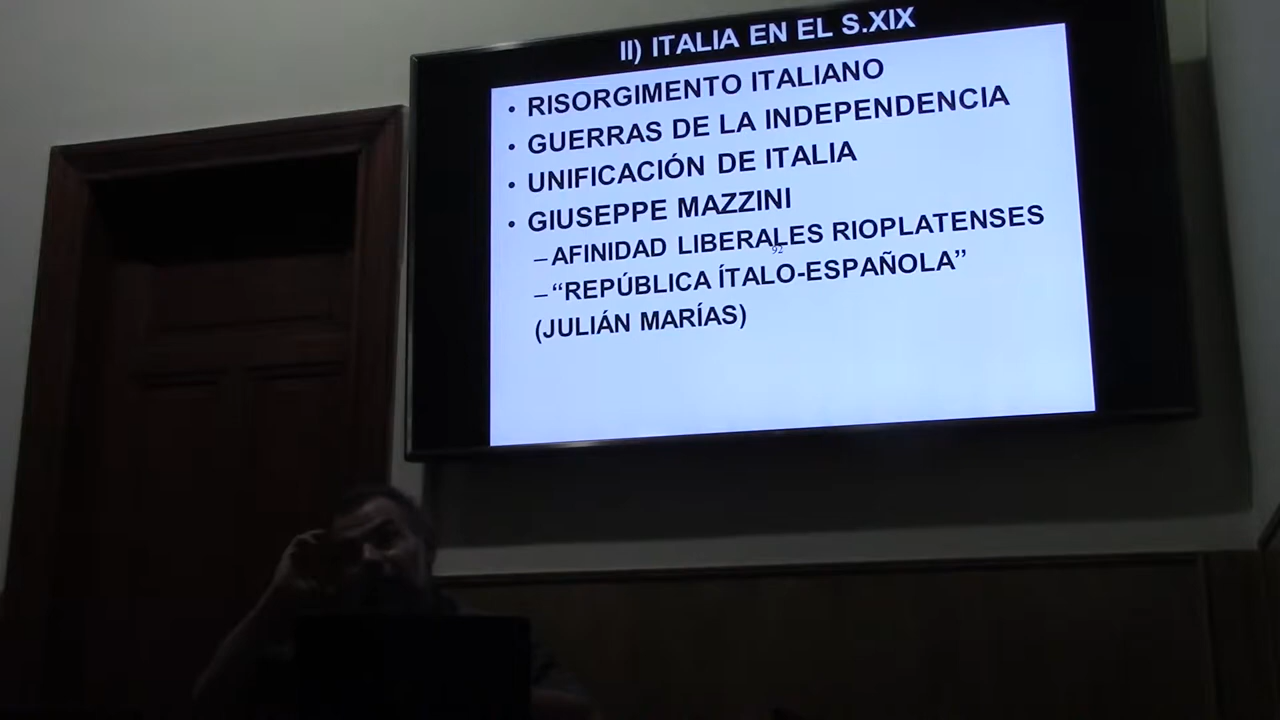 II) ITALIA EN EL S.XIX
• RISORGIMENTO ITALIANO
• GUERRAS DE LA INDEPENDENCIA
• UNIFICACIÓN DE ITALIA
• GIUSEPPE MAZZINI
– AFINIDAD LIBERALES RIOPLATENSES
92
– “REPÚBLICA ÍTALO-ESPAÑOLA”
(JULIÁN MARÍAS)